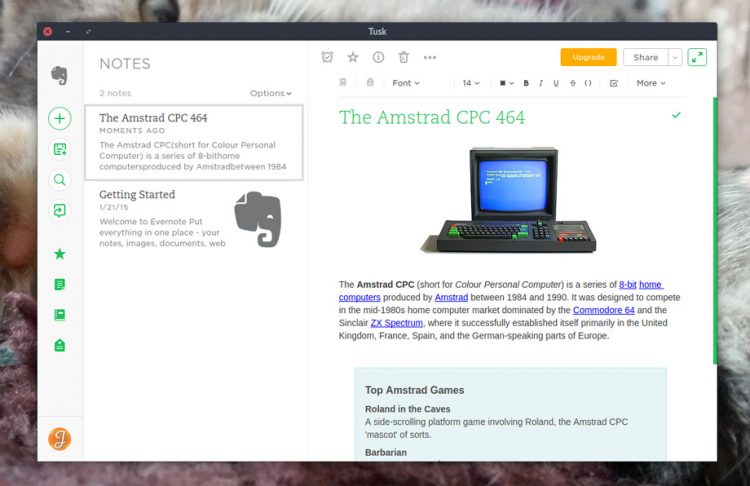 Tusk
NOTES
2 notes
Options
The Amstrad CPC 464
MOMENTS AGO
The Amstrad CPC(short for Colour Personal
Computer) is a series of 8-bithome
computersproduced by Amstradbetween 1984
Getting Started
1/21/15
Welcome to Evernote Put
everything in one place - your
notes, images, documents, web
Upgrade
Share
Font
14
B I U S {} More
The Amstrad CPC 464
The Amstrad CPC (short for Colour Personal Computer) is a series of 8-bit home
computers produced by Amstrad between 1984 and 1990. It was designed to compete
in the mid-1980s home computer market dominated by the Commodore 64 and the
Sinclair ZX Spectrum, where it successfully established itself primarily in the United
Kingdom, France, Spain, and the German-speaking parts of Europe.
Top Amstrad Games
Roland in the Caves
A side-scrolling platform game involving Roland, the Amstrad CPC
'mascot' of sorts.
Barbarian
J